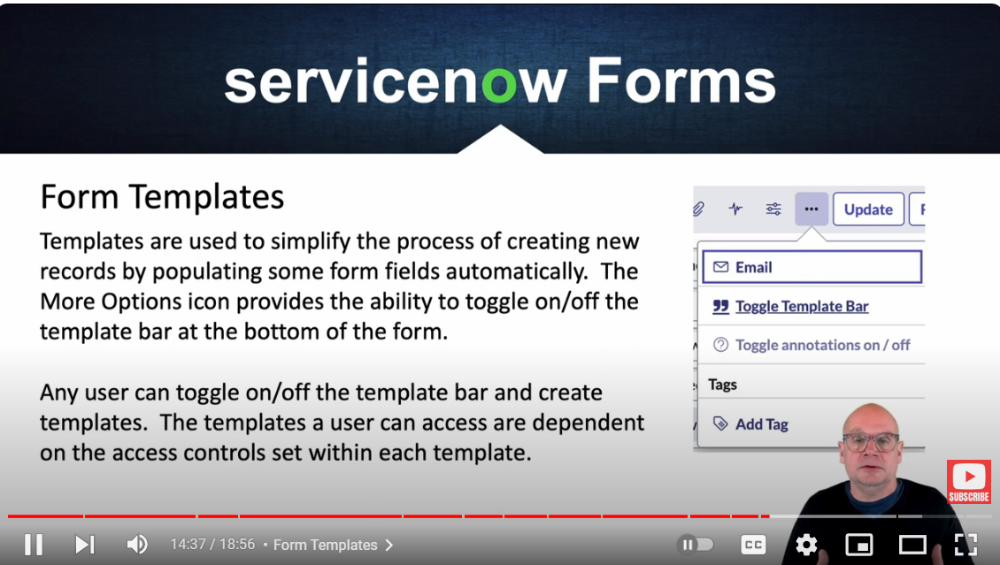 servicenow Forms
Form Templates
Templates are used to simplify the process of creating new
records by populating some form fields automatically.  The
More Options icon provides the ability to toggle on/off the
template bar at the bottom of the form.
Any user can toggle on/off the template bar and create
templates.  The templates a user can access are dependent
on the access controls set within each template.
Update
Email
Toggle Template Bar
Toggle annotations on / off
Tags
Add Tag
SUBSCRIBE
14:37 / 18:56 • Form Templates
CC